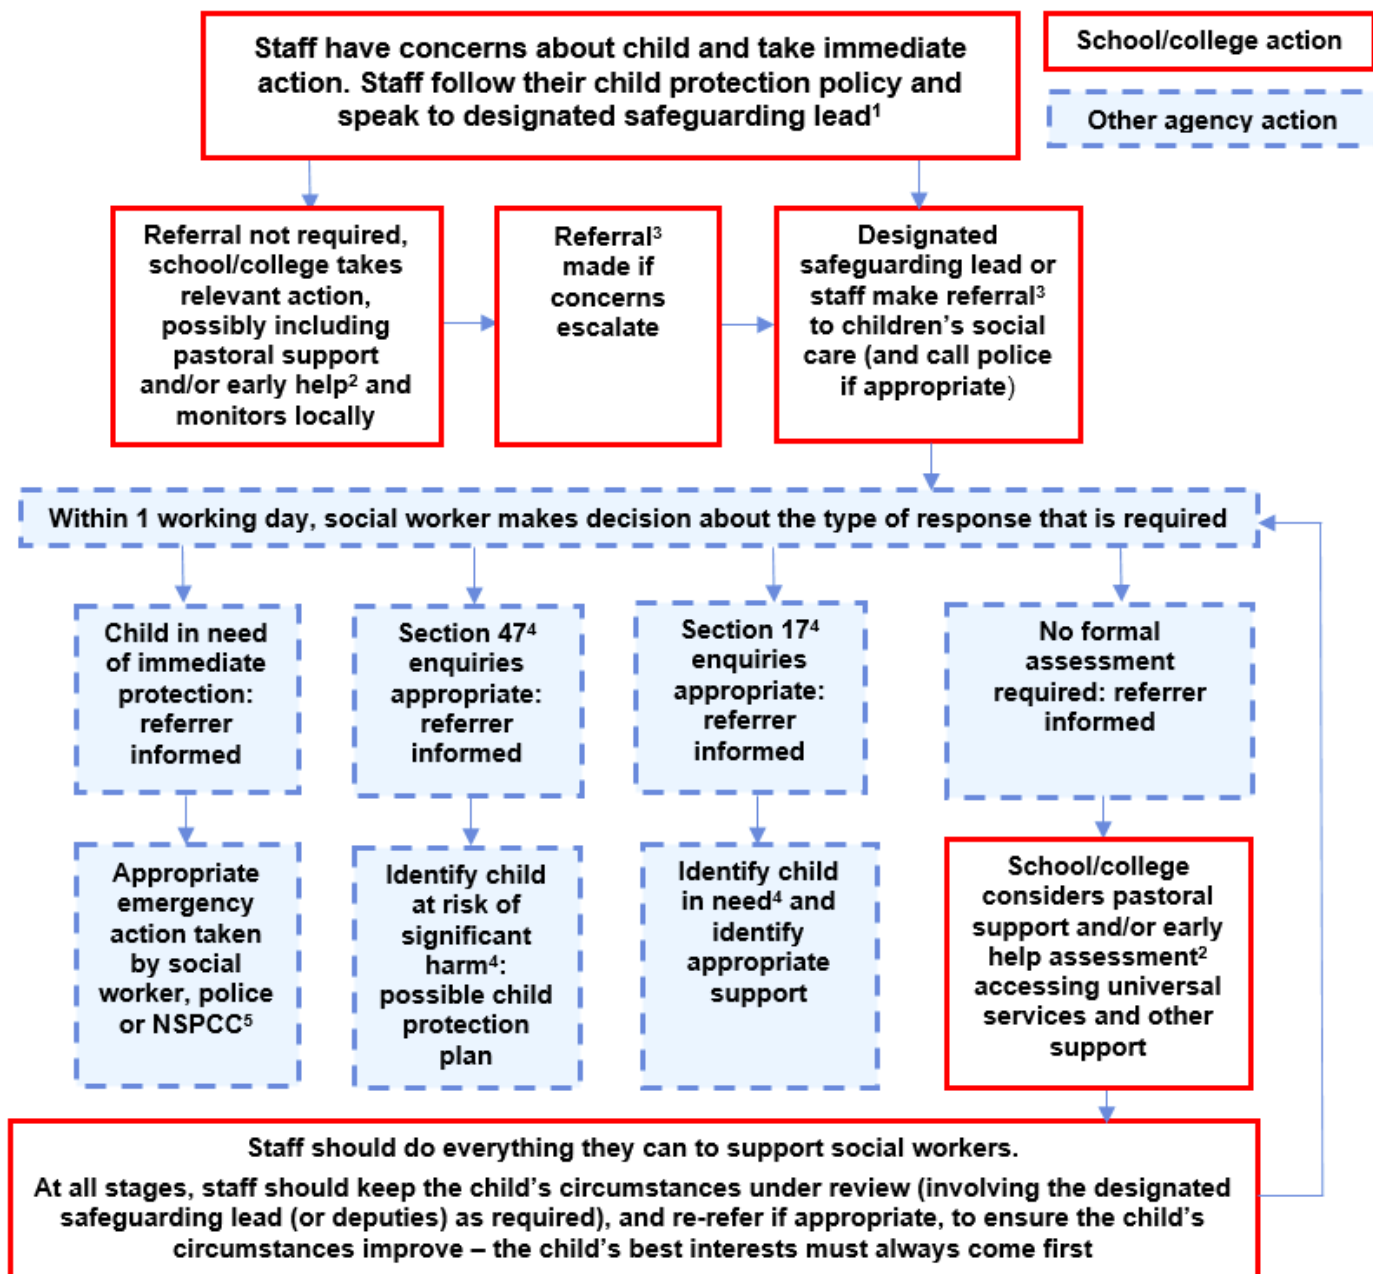 Staff have concerns about child and take immediate
action. Staff follow their child protection policy and
speak to designated safeguarding lead¹
School/college action
Other agency action
Referral not required,
school/college takes
relevant action,
possibly including
pastoral support
and/or early help² and
monitors locally
Referral³
made if
concerns
escalate
Designated
safeguarding lead or
staff make referral³
to children’s social
care (and call police
if appropriate)
Within 1 working day, social worker makes decision about the type of response that is required
Child in need
of immediate
protection:
referrer
informed
Section 47⁴
enquiries
appropriate:
referrer
informed
Section 17⁴
enquiries
appropriate:
referrer
informed
No formal
assessment
required: referrer
informed
Appropriate
emergency
action taken
by social
worker, police
or NSPCC⁵
Identify child
at risk of
significant
harm⁴:
possible child
protection
plan
Identify child
in need⁴ and
identify
appropriate
support
School/college
considers pastoral
support and/or early
help assessment²
accessing universal
services and other
support
Staff should do everything they can to support social workers.
At all stages, staff should keep the child’s circumstances under review (involving the designated
safeguarding lead (or deputies) as required), and re-refer if appropriate, to ensure the child’s
circumstances improve – the child’s best interests must always come first